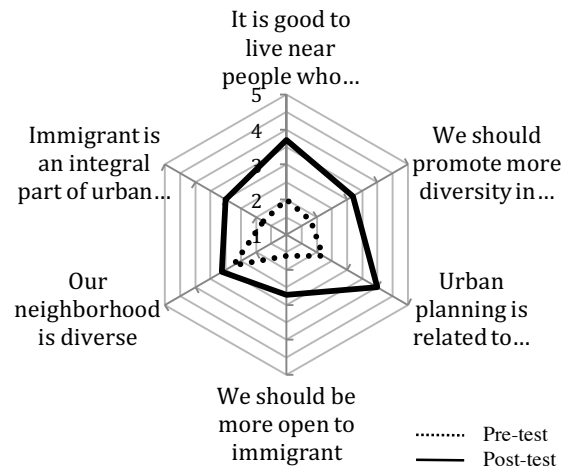 It is good to
live near
people who…
5
4
3
2
1
Immigrant is
an integral
part of urban…
We should
promote more
diversity in…
Our
neighborhood
is diverse
Urban
planning is
related to…
We should be
more open to
immigrant
Pre-test
Post-test